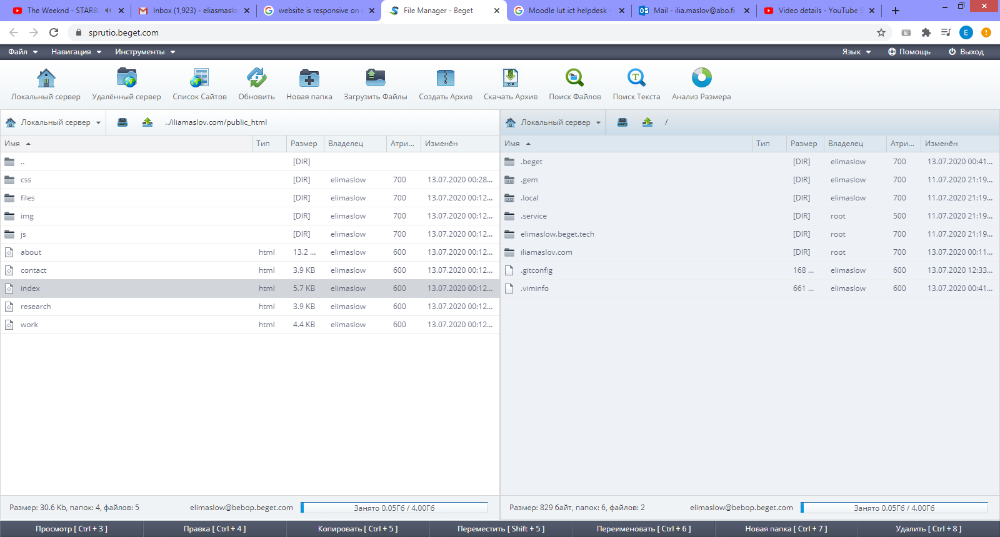 The Weeknd - STARB
Inbox (1,923) - eliasmaslo
website is responsive on
File Manager - Beget
Moodle lut ict helpdesk -
Mail - ilia.maslov@abo.fi
Video details - YouTube S
sprutio.beget.com
E
Файл Навигация Инструменты Язык Помощь Выход
Локальный сервер Удалённый сервер Список Сайтов Обновить Новая папка Загрузить Файлы Создать Архив Скачать Архив Поиск Файлов Поиск Текста Анализ Размера
Локальный сервер ../iliamaslov.com/public_html
Имя Тип Размер Владелец Атри... Изменён
.. [DIR]
css [DIR] elimaslow 700 13.07.2020 00:28...
files [DIR] elimaslow 700 13.07.2020 00:12...
img [DIR] elimaslow 700 13.07.2020 00:12...
js [DIR] elimaslow 700 13.07.2020 00:12...
about html 13.2 ... elimaslow 600 13.07.2020 00:12...
contact html 3.9 KB elimaslow 600 13.07.2020 00:12...
index html 5.7 KB elimaslow 600 13.07.2020 00:12...
research html 3.9 KB elimaslow 600 13.07.2020 00:12...
work html 4.4 KB elimaslow 600 13.07.2020 00:12...
Размер: 30.6 Kb, папок: 4, файлов: 5 elimaslow@bebop.beget.com Занято 0.05Гб / 4.00Гб
Локальный сервер /
Имя Тип Размер Владелец Атри... Изменён
.beget [DIR] elimaslow 700 13.07.2020 00:41...
.gem [DIR] elimaslow 700 11.07.2020 21:19...
.local [DIR] elimaslow 700 11.07.2020 21:19...
.service [DIR] root 500 11.07.2020 21:19...
elimaslow.beget.tech [DIR] root 700 11.07.2020 21:19...
iliamaslov.com [DIR] root 700 13.07.2020 00:11...
.gitconfig 168 ... elimaslow 600 13.07.2020 12:33...
.viminfo 661 ... elimaslow 600 13.07.2020 00:41...
Размер: 829 байт, папок: 6, файлов: 2 elimaslow@bebop.beget.com Занято 0.05Гб / 4.00Гб
Просмотр [ Ctrl + 3 ] Правка [ Ctrl + 4 ] Копировать [ Ctrl + 5 ] Переместить [ Shift + 5 ] Переименовать [ Ctrl + 6 ] Новая папка [ Ctrl + 7 ] Удалить [ Ctrl + 8 ]